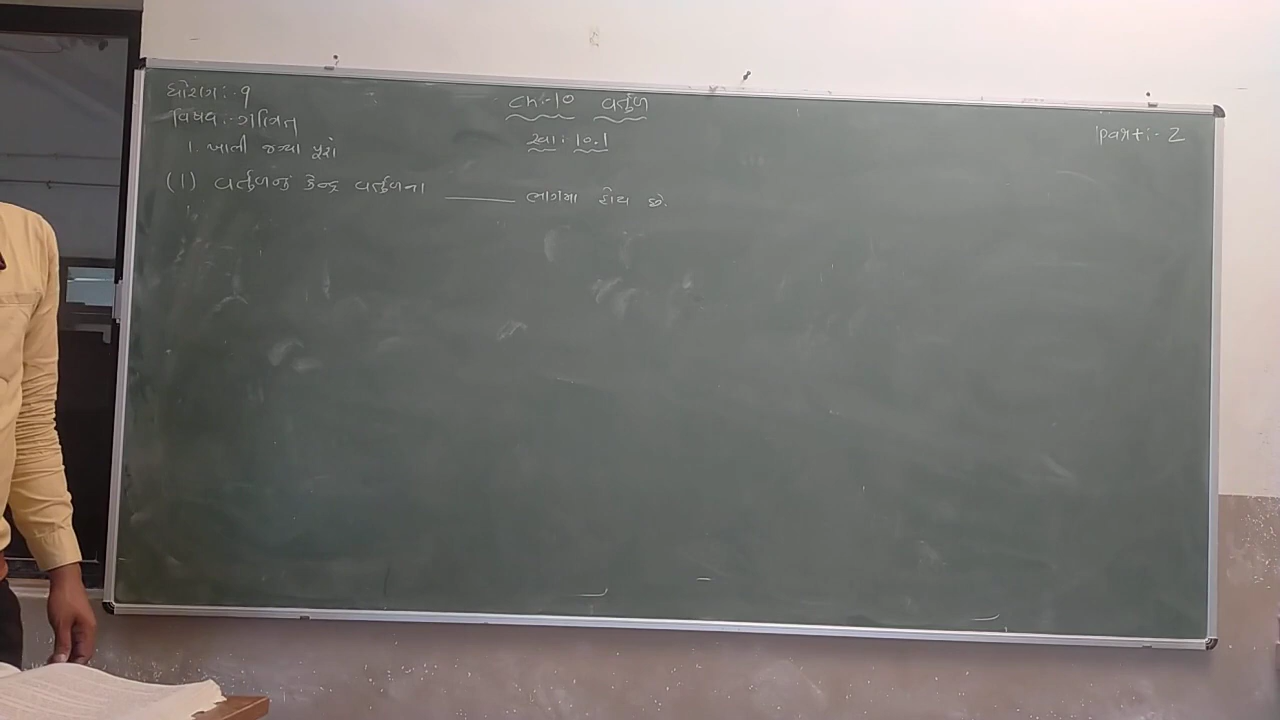 ધોરણ:-9
વિષય:-ગણિત
Ch:-10 વર્તુળ
સ્વા: 10.1
Part:-2
1. ખાલી જગ્યા પૂરો
(1) વર્તુળનું કેન્દ્ર વર્તુળના ______ ભાગમાં હોય છે.